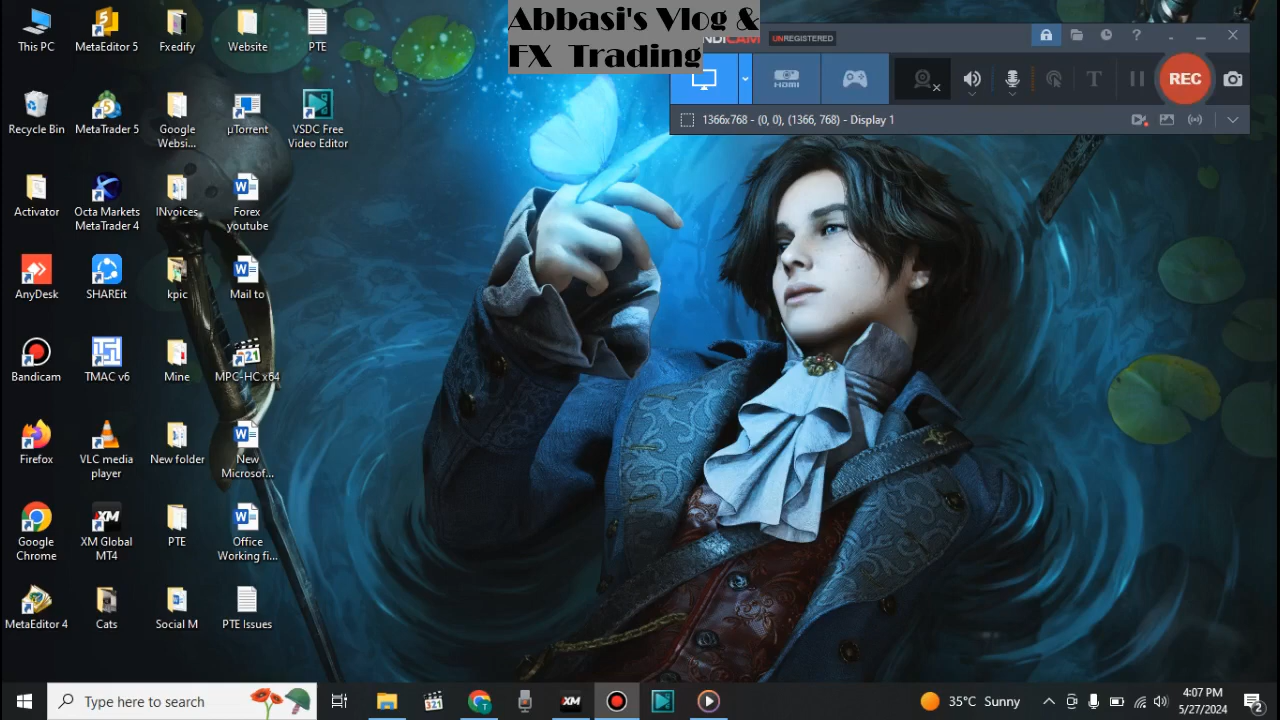 Abbasi's Vlog &
FX Trading
UNREGISTERED
HDMI
REC
1366x768 - (0, 0), (1366, 768) - Display 1
This PC
MetaEditor 5
Fxedify
Website
PTE
Recycle Bin
MetaTrader 5
Google
Websi...
µTorrent
VSDC Free
Video Editor
Activator
Octa Markets
MetaTrader 4
INvoices
Forex
youtube
AnyDesk
SHAREit
kpic
Mail to
Bandicam
TMAC v6
Mine
MPC-HC x64
Firefox
VLC media
player
New folder
New
Microsof...
Google
Chrome
XM Global
MT4
PTE
Office
Working fi...
MetaEditor 4
Cats
Social M
PTE Issues
Type here to search
321
XM
35°C Sunny
4:07 PM
5/27/2024
2